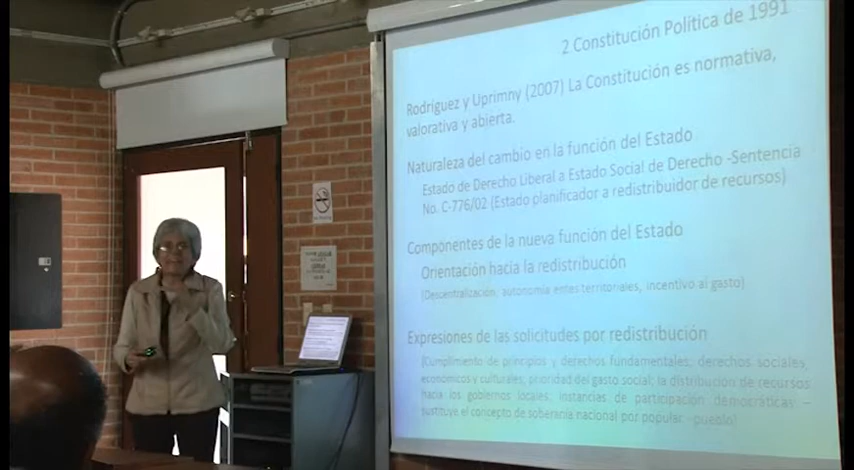 2 Constitución Política de 1991
Rodríguez y Uprimny (2007) La Constitución es normativa,
valorativa y abierta.
Naturaleza del cambio en la función del Estado
Estado de Derecho Liberal a Estado Social de Derecho -Sentencia
No. C-776/02 (Estado planificador a redistribuidor de recursos)
Componentes de la nueva función del Estado
Orientación hacia la redistribución
(Descentralización, autonomía entes territoriales, incentivo al gasto)
Expresiones de las solicitudes por redistribución
(Cumplimiento de principios y derechos fundamentales, derechos sociales,
económicos y culturales, prioridad del gasto social; la distribución de recursos
hacia los gobiernos locales; instancias de participación democráticas –
sustituye el concepto de soberanía nacional por popular –pueblo)